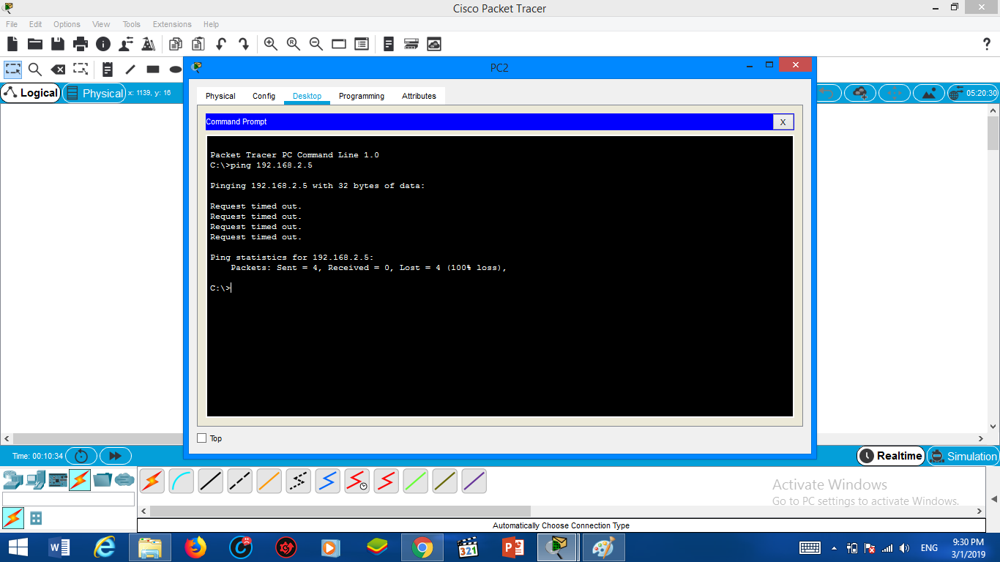 Cisco Packet Tracer
File Edit Options View Tools Extensions Help
?
PC2
Logical
Physical
x: 1139, y: 16
05:20:30
Physical Config Desktop Programming Attributes
Command Prompt
X
Packet Tracer PC Command Line 1.0
C:\>ping 192.168.2.5
Pinging 192.168.2.5 with 32 bytes of data:
Request timed out.
Request timed out.
Request timed out.
Request timed out.
Ping statistics for 192.168.2.5:
Packets: Sent = 4, Received = 0, Lost = 4 (100% loss),
C:\>
Top
Time: 00:10:34
Realtime
Simulation
Activate Windows
Go to PC settings to activate Windows.
Automatically Choose Connection Type
321
ENG
9:30 PM
3/1/2019